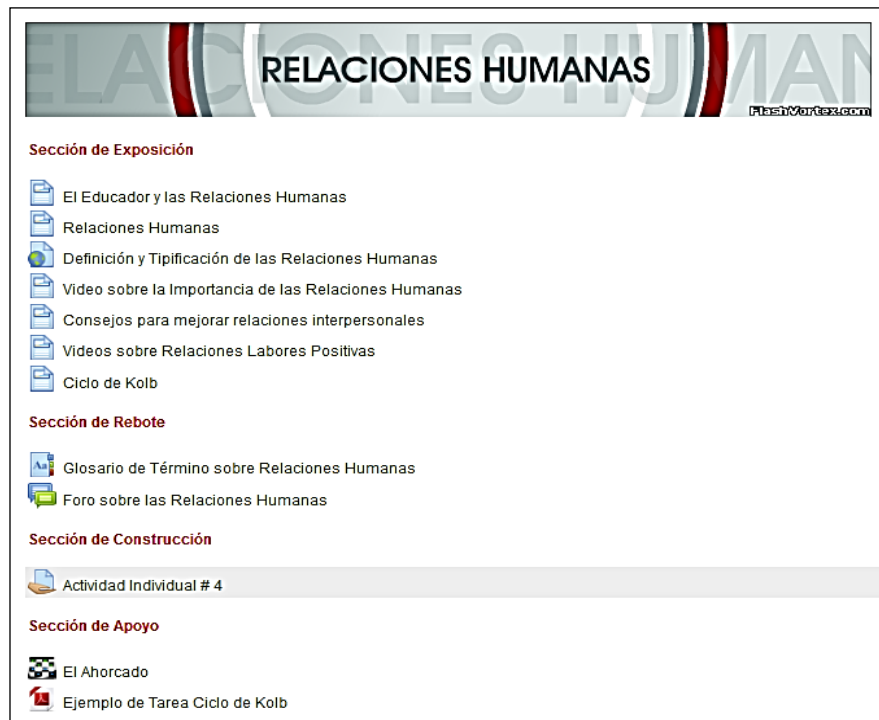 ELACIONES HUMAN
RELACIONES HUMANAS
FlashVortex.com
Sección de Exposición
El Educador y las Relaciones Humanas
Relaciones Humanas
Definición y Tipificación de las Relaciones Humanas
Video sobre la Importancia de las Relaciones Humanas
Consejos para mejorar relaciones interpersonales
Videos sobre Relaciones Labores Positivas
Ciclo de Kolb
Sección de Rebote
Aa
Glosario de Término sobre Relaciones Humanas
Foro sobre las Relaciones Humanas
Sección de Construcción
Actividad Individual # 4
Sección de Apoyo
El Ahorcado
Ejemplo de Tarea Ciclo de Kolb